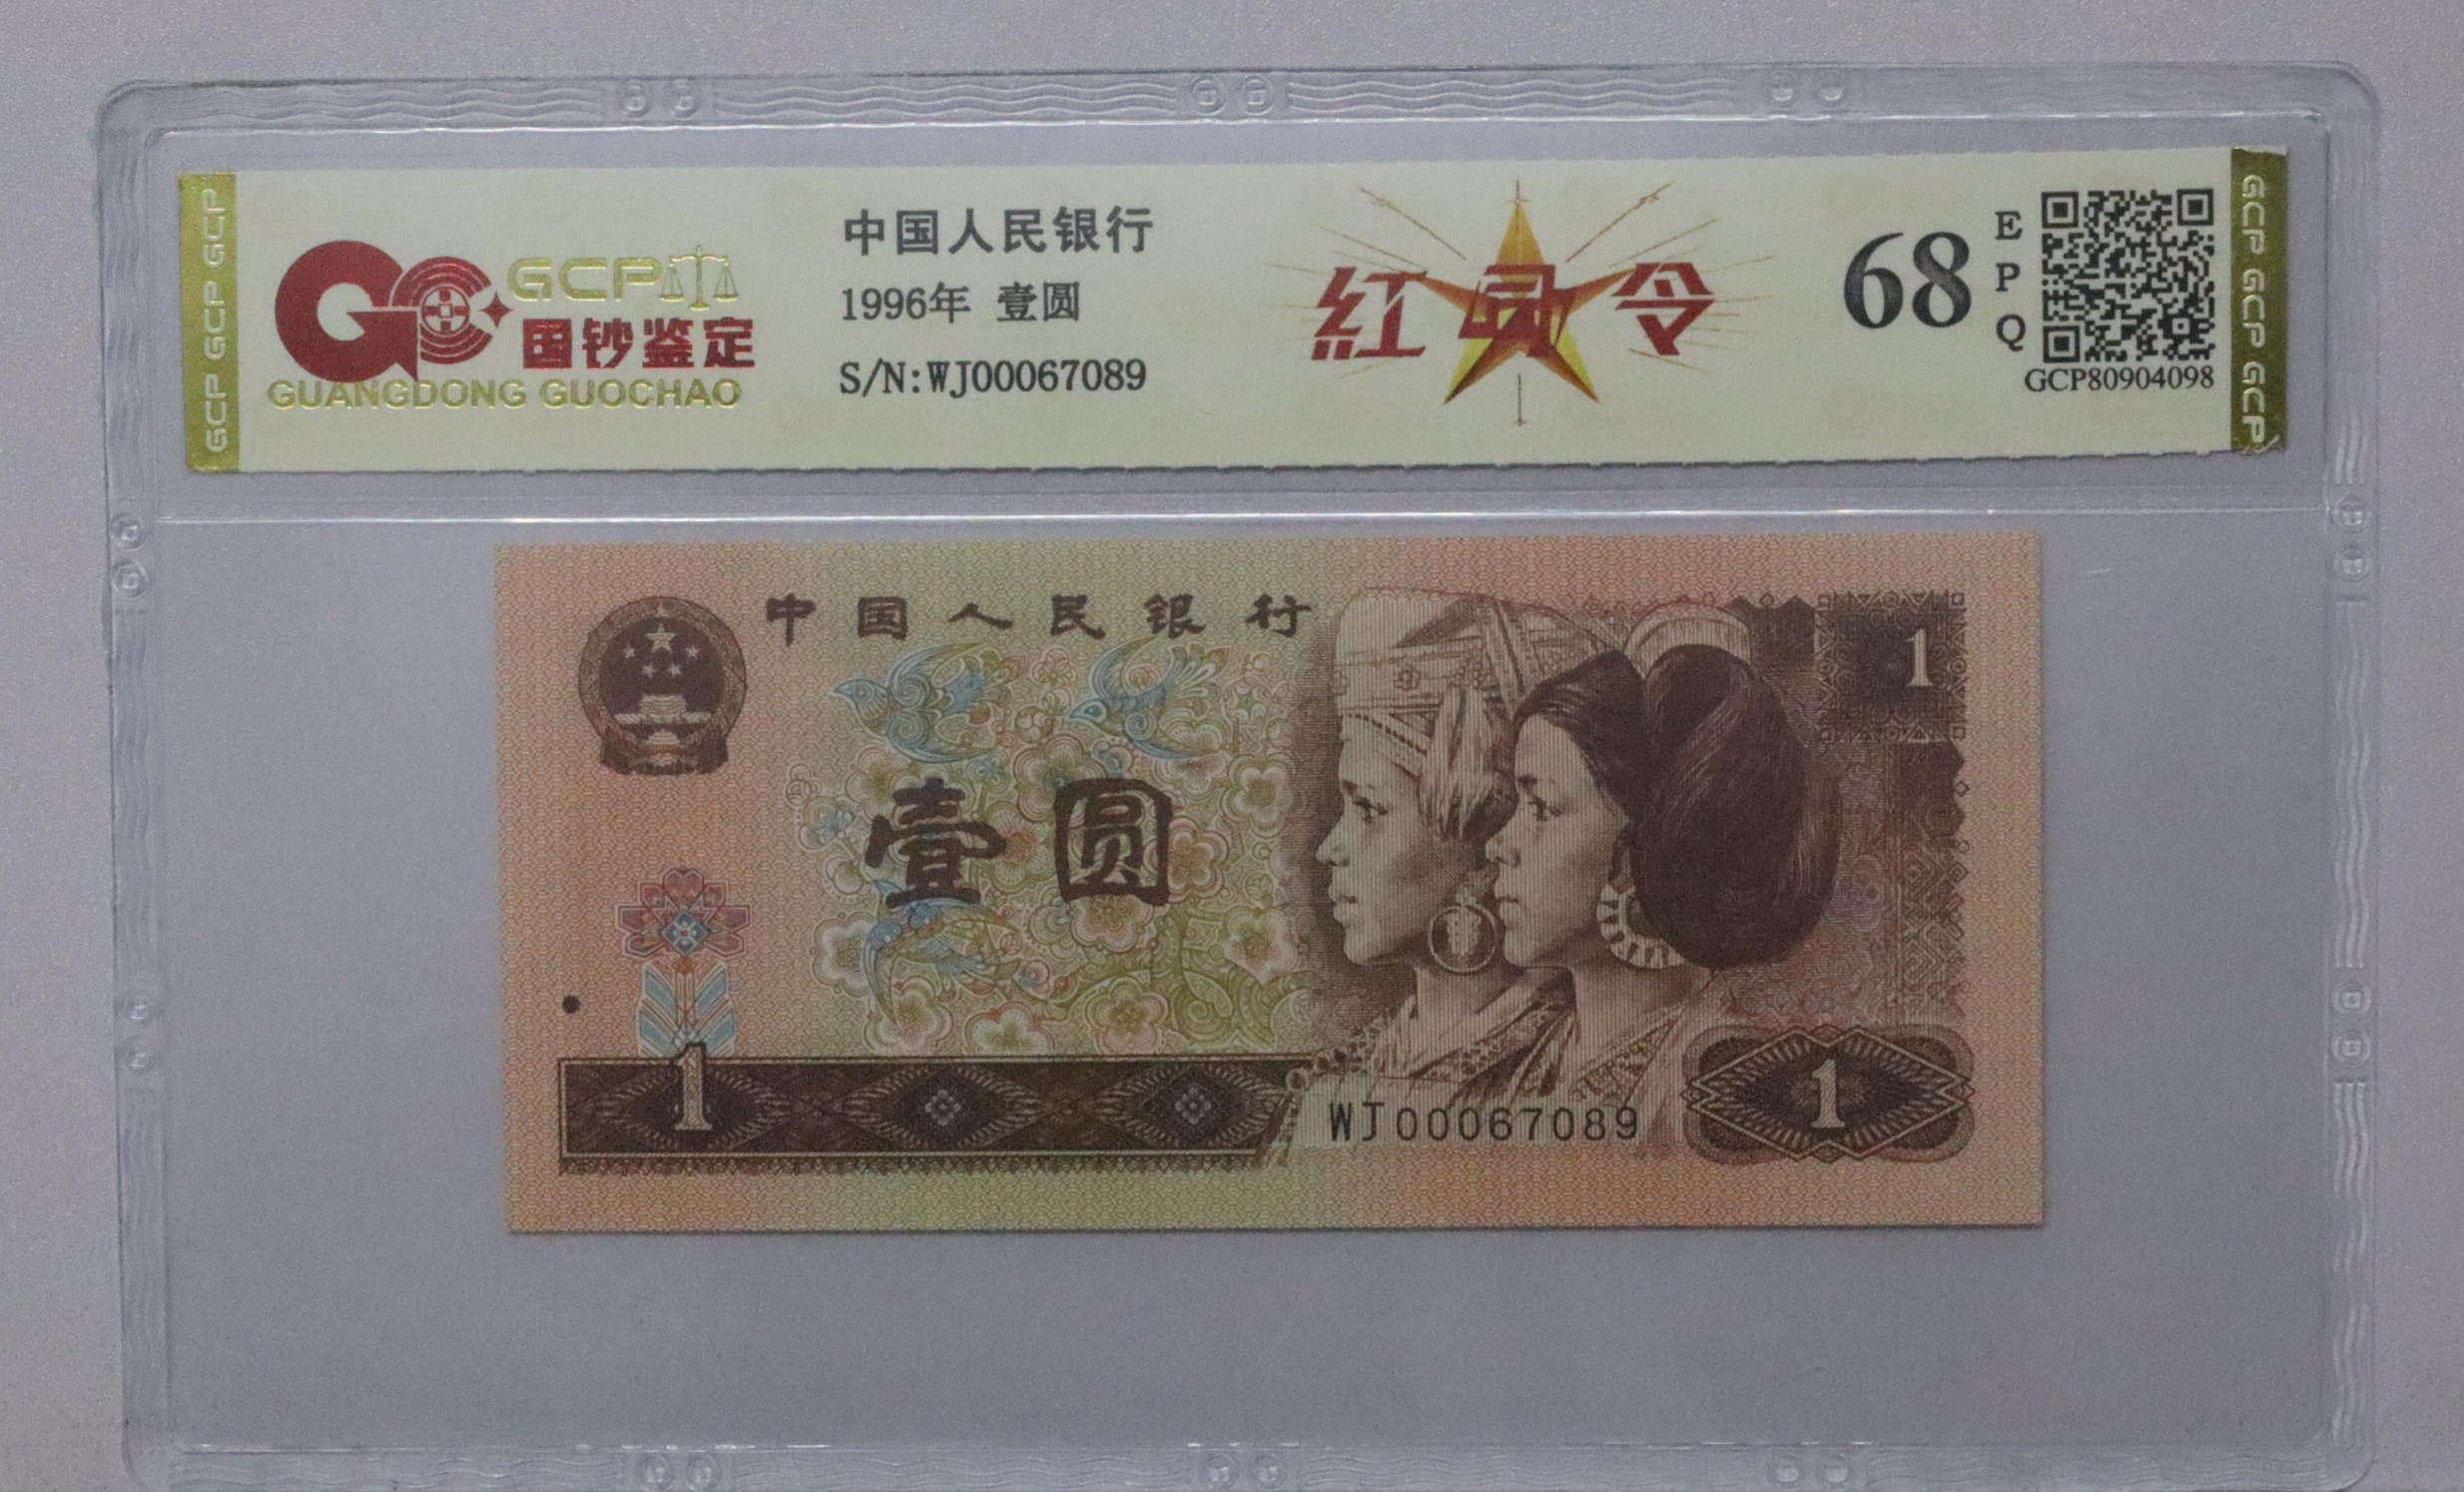 GCP GCP GCP
GCP
国钞鉴定
GUANGDONG GUOCHAO
中国人民银行
1996年 壹圆
S/N:WJ00067089
紅 令
68
EPQ
GCP80904098
GCP GCP GCP
中国人民银行
1
壹圆
1
WJ00067089
1